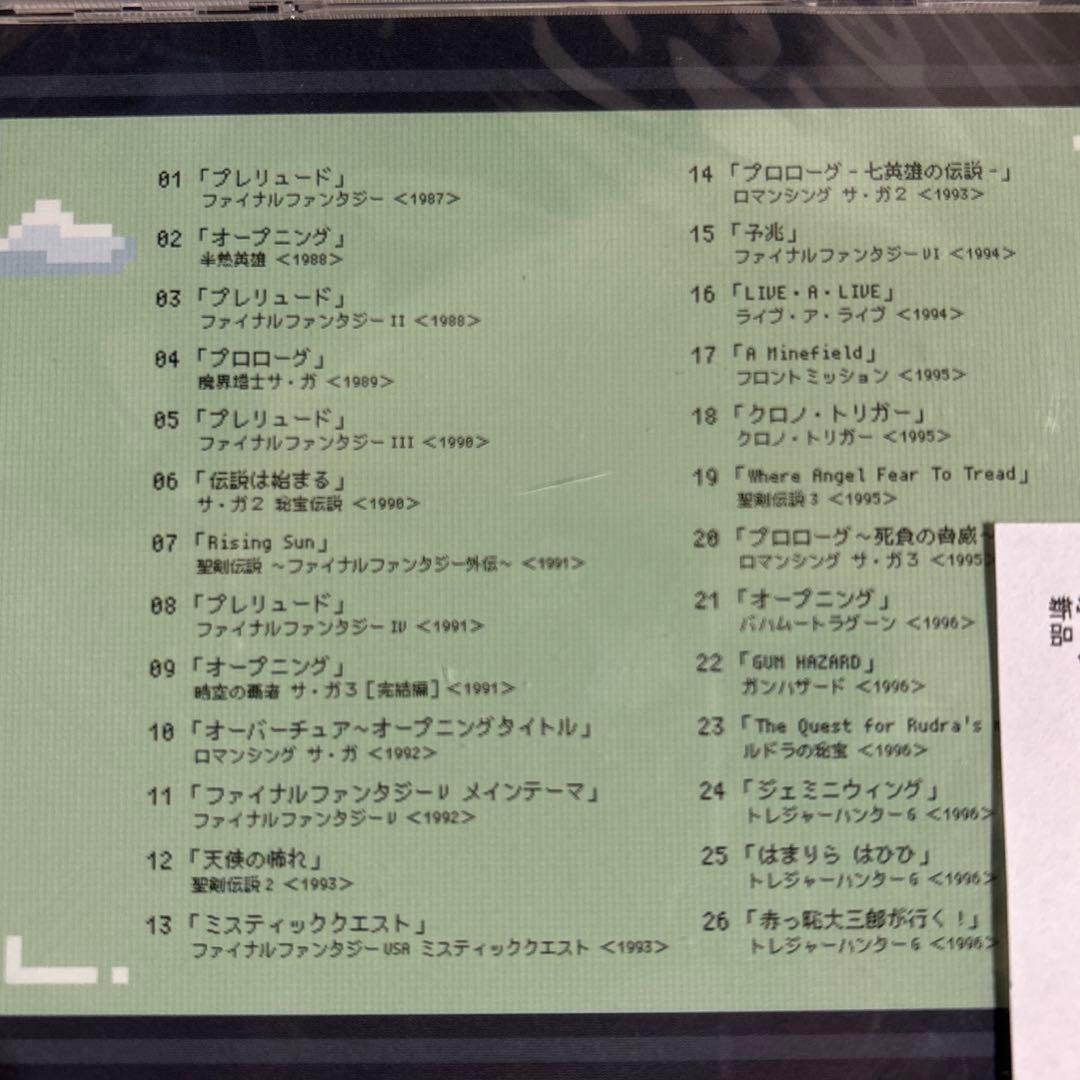 01「プレリュード」
ファイナルファンタジー <1987>
02「オープニング」
半熟英雄 <1988>
03「プレリュード」
ファイナルファンタジー II <1988>
04「プロローグ」
魔界塔士サ・ガ <1989>
05「プレリュード」
ファイナルファンタジー III <1990>
06「伝説は始まる」
サ・ガ2 秘宝伝説 <1990>
07「Rising Sun」
聖剣伝説 ～ファイナルファンタジー外伝～ <1991>
08「プレリュード」
ファイナルファンタジー IV <1991>
09「オープニング」
時空の覇者 サ・ガ3［完結編］<1991>
10「オーバーチュア～オープニングタイトル」
ロマンシング サ・ガ <1992>
11「ファイナルファンタジーV メインテーマ」
ファイナルファンタジーV <1992>
12「天使の怖れ」
聖剣伝説2 <1993>
13「ミスティッククエスト」
ファイナルファンタジーUSA ミスティッククエスト <1993>
14「プロローグ - 七英雄の伝説 -」
ロマンシング サ・ガ2 <1993>
15「予兆」
ファイナルファンタジーVI <1994>
16「LIVE・A・LIVE」
ライヴ・ア・ライヴ <1994>
17「A Minefield」
フロントミッション <1995>
18「クロノ・トリガー」
クロノ・トリガー <1995>
19「Where Angel Fear To Tread」
聖剣伝説3 <1995>
20「プロローグ～死食の脅威～
ロマンシング サ・ガ3 <1995>
21「オープニング」
バハムートラグーン <1996>
22「GUN HAZARD」
ガンハザード <1996>
23「The Quest for Rudra's
ルドラの秘宝 <1996>
24「ジェミニウィング」
トレジャーハンターG <1996>
25「はまりら はひひ」
トレジャーハンターG <1996>
26「赤っ恥大三郎が行く！」
トレジャーハンターG <1996>
新品